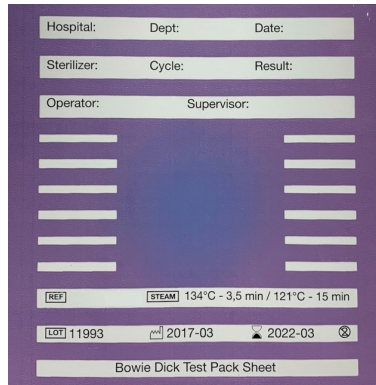 Hospital: Dept: Date:
Sterilizer: Cycle: Result:
Operator: Supervisor:
REF STEAM 134°C - 3,5 min / 121°C - 15 min
LOT 11993 2017-03 2022-03 2
Bowie Dick Test Pack Sheet